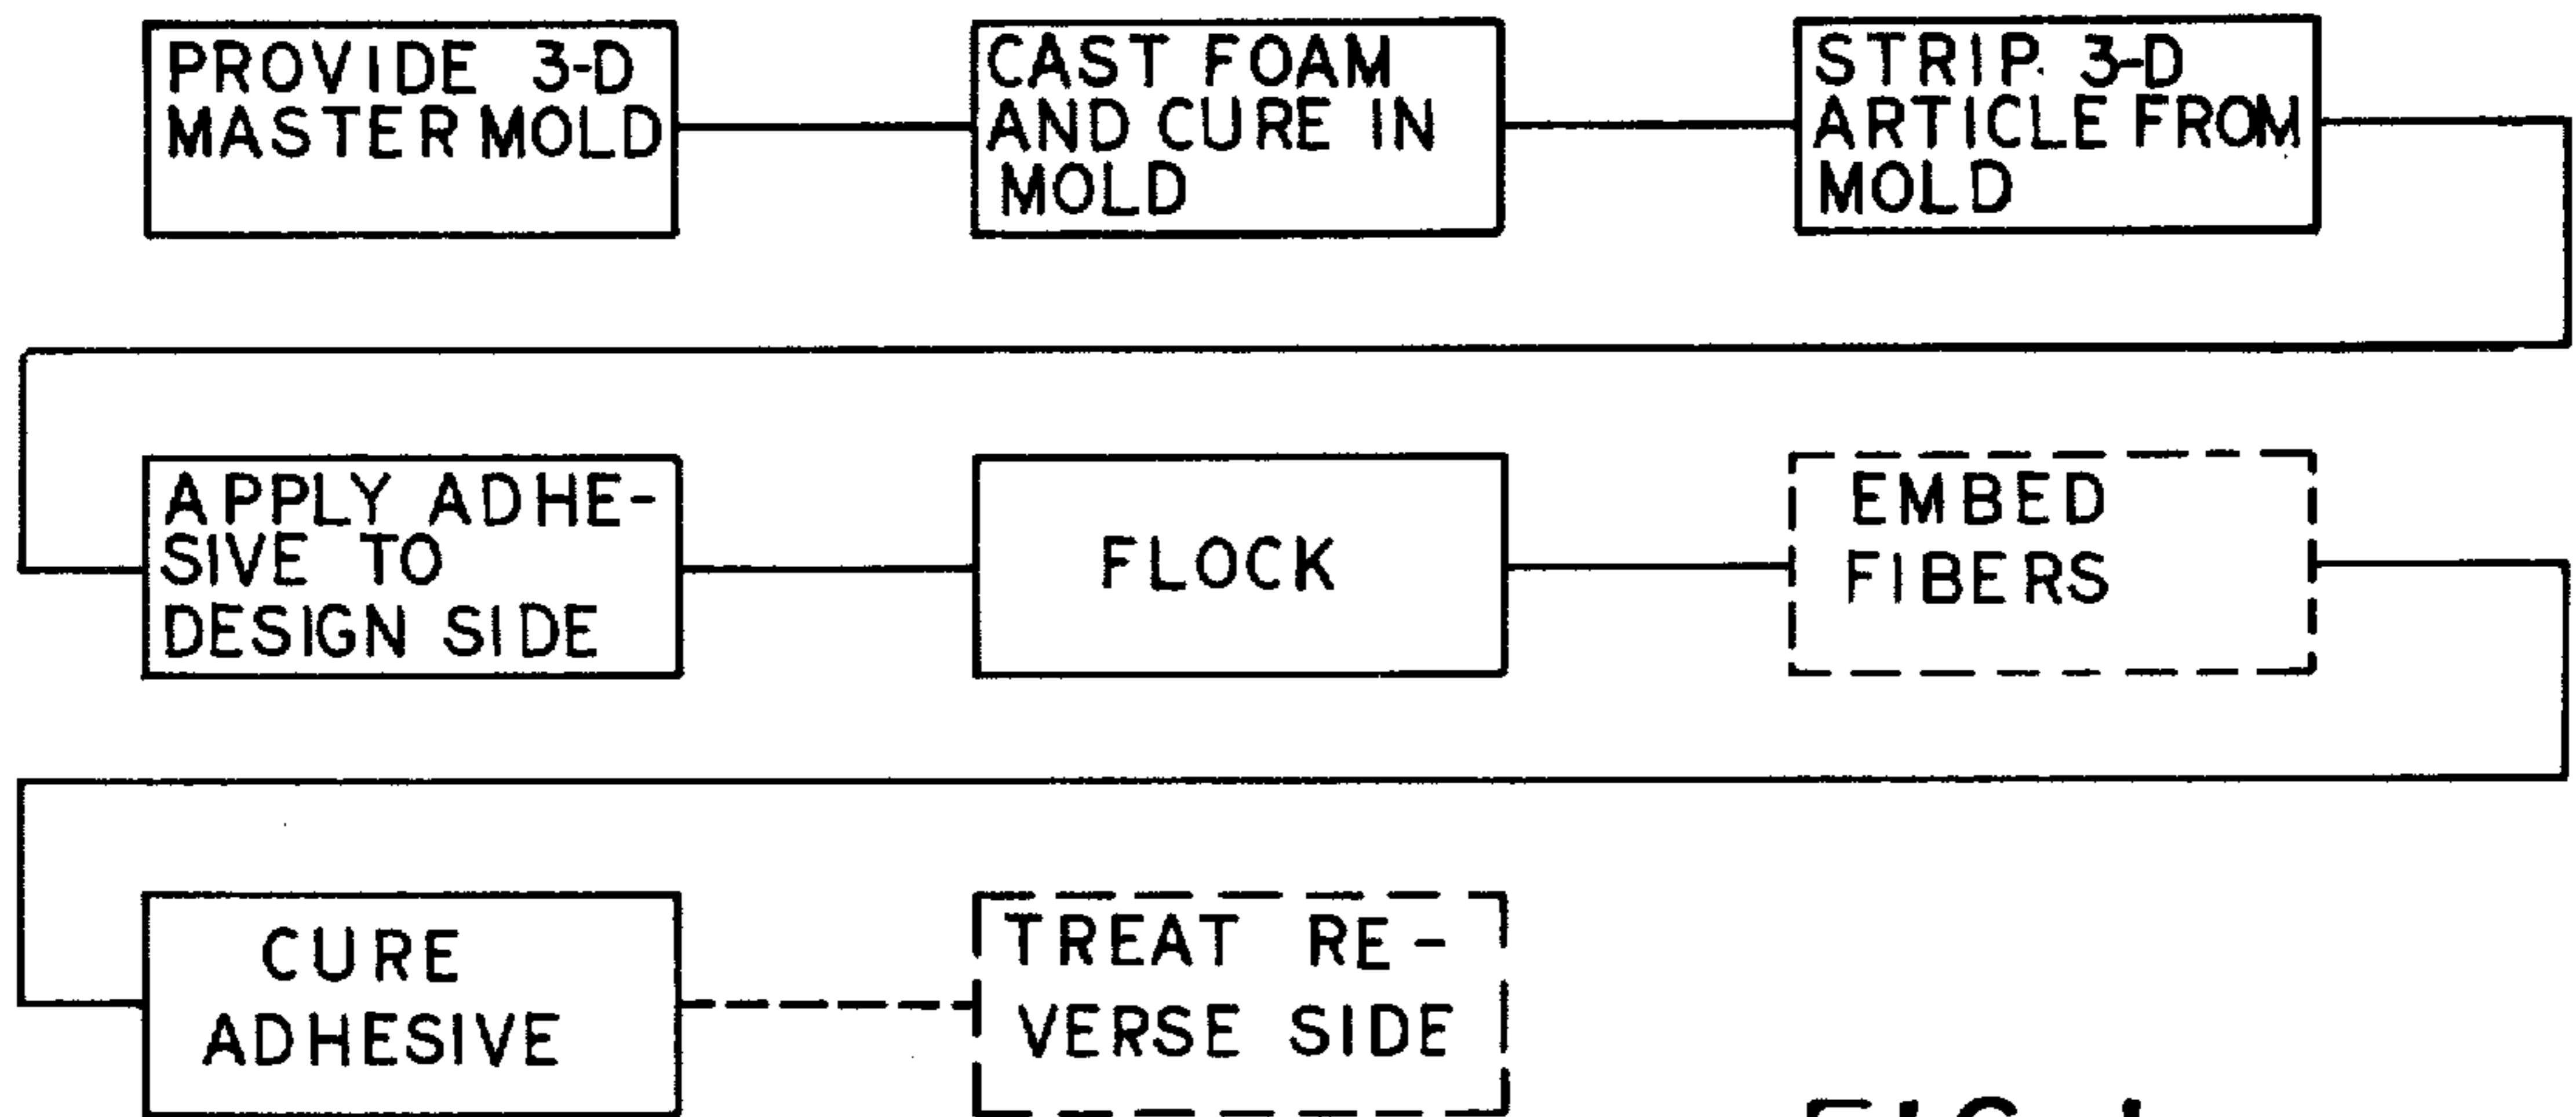 PROVIDE 3-D
MASTER MOLD
CAST FOAM
AND CURE IN
MOLD
STRIP 3-D
ARTICLE FROM
MOLD
APPLY ADHE-
SIVE TO
DESIGN SIDE
FLOCK
EMBED
FIBERS
CURE
ADHESIVE
TREAT RE-
VERSE SIDE